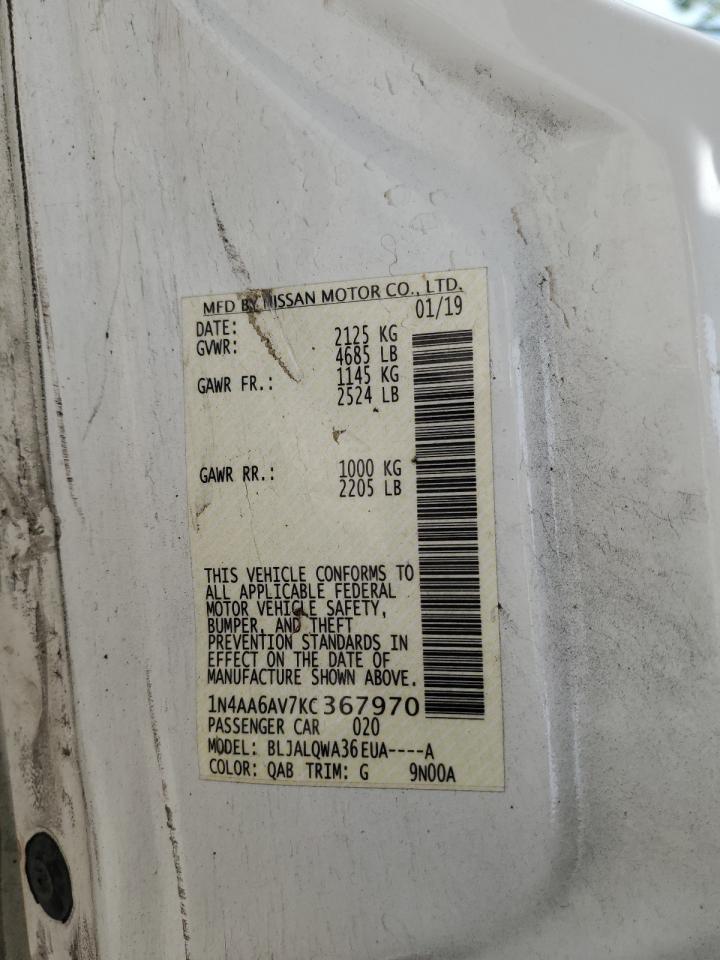 MFD BY NISSAN MOTOR CO., LTD.
DATE: 01/19
GVWR: 2125 KG
4685 LB
GAWR FR.: 1145 KG
2524 LB
GAWR RR.: 1000 KG
2205 LB
THIS VEHICLE CONFORMS TO
ALL APPLICABLE FEDERAL
MOTOR VEHICLE SAFETY,
BUMPER, AND THEFT
PREVENTION STANDARDS IN
EFFECT ON THE DATE OF
MANUFACTURE SHOWN ABOVE.
1N4AA6AV7KC367970
PASSENGER CAR 020
MODEL: BLJALQWA36EUA----A
COLOR: QAB TRIM: G 9N00A